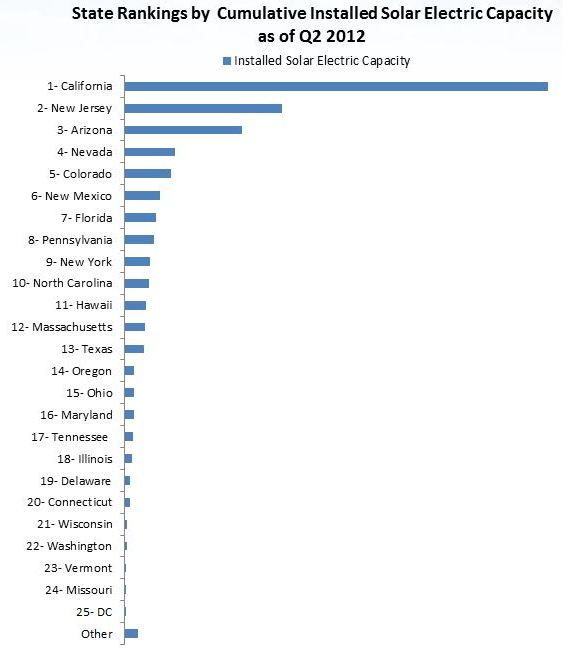 State Rankings by Cumulative Installed Solar Electric Capacity
as of Q2 2012
Installed Solar Electric Capacity
1- California
2- New Jersey
3- Arizona
4- Nevada
5- Colorado
6- New Mexico
7- Florida
8- Pennsylvania
9- New York
10- North Carolina
11- Hawaii
12- Massachusetts
13- Texas
14- Oregon
15- Ohio
16- Maryland
17- Tennessee
18- Illinois
19- Delaware
20- Connecticut
21- Wisconsin
22- Washington
23- Vermont
24- Missouri
25- DC
Other